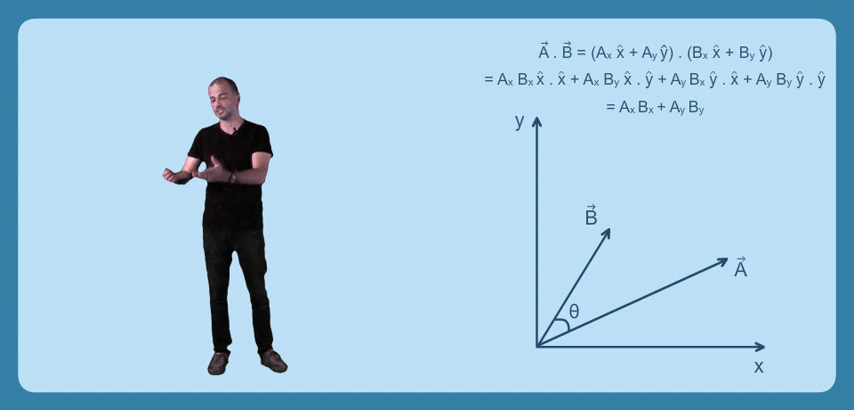 A⃗ . B⃗ = (Aₓ x̂ + Aᵧ ŷ) . (Bₓ x̂ + Bᵧ ŷ)
= Aₓ Bₓ x̂ . x̂ + Aₓ Bᵧ x̂ . ŷ + Aᵧ Bₓ ŷ . x̂ + Aᵧ Bᵧ ŷ . ŷ
= Aₓ Bₓ + Aᵧ Bᵧ
y
B⃗
A⃗
θ
x